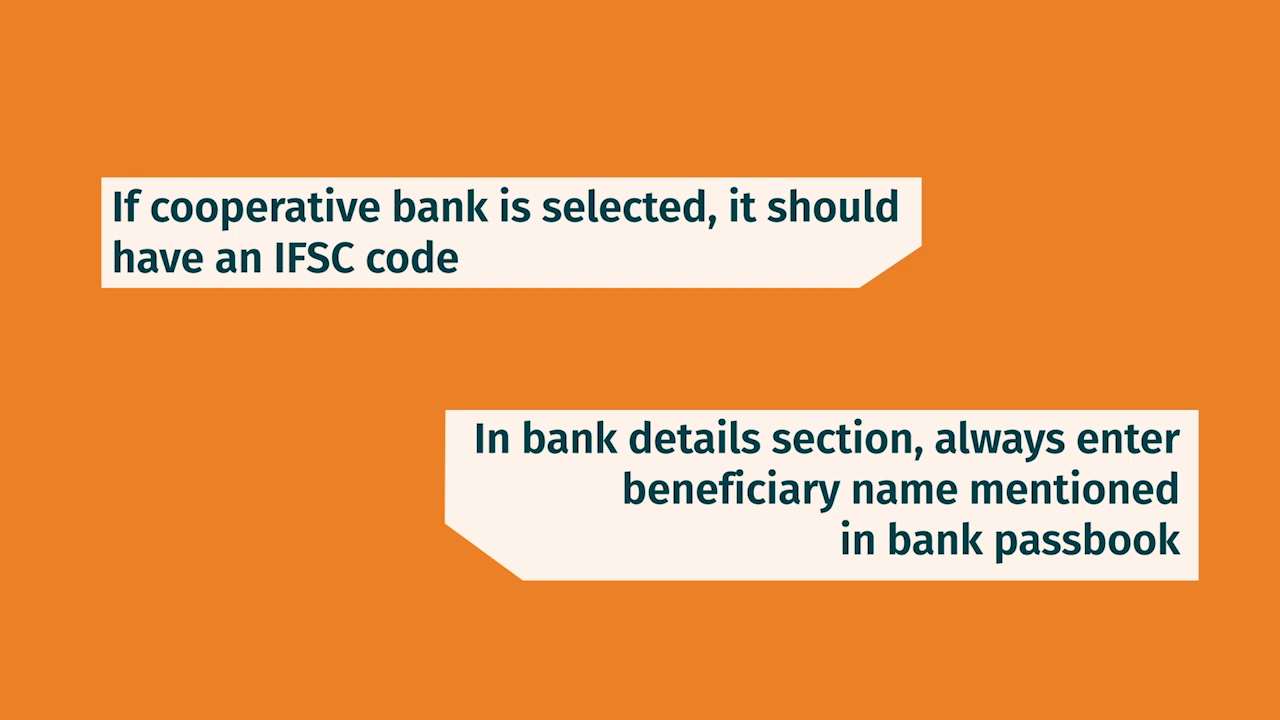 If cooperative bank is selected, it should
have an IFSC code
In bank details section, always enter
beneficiary name mentioned
in bank passbook